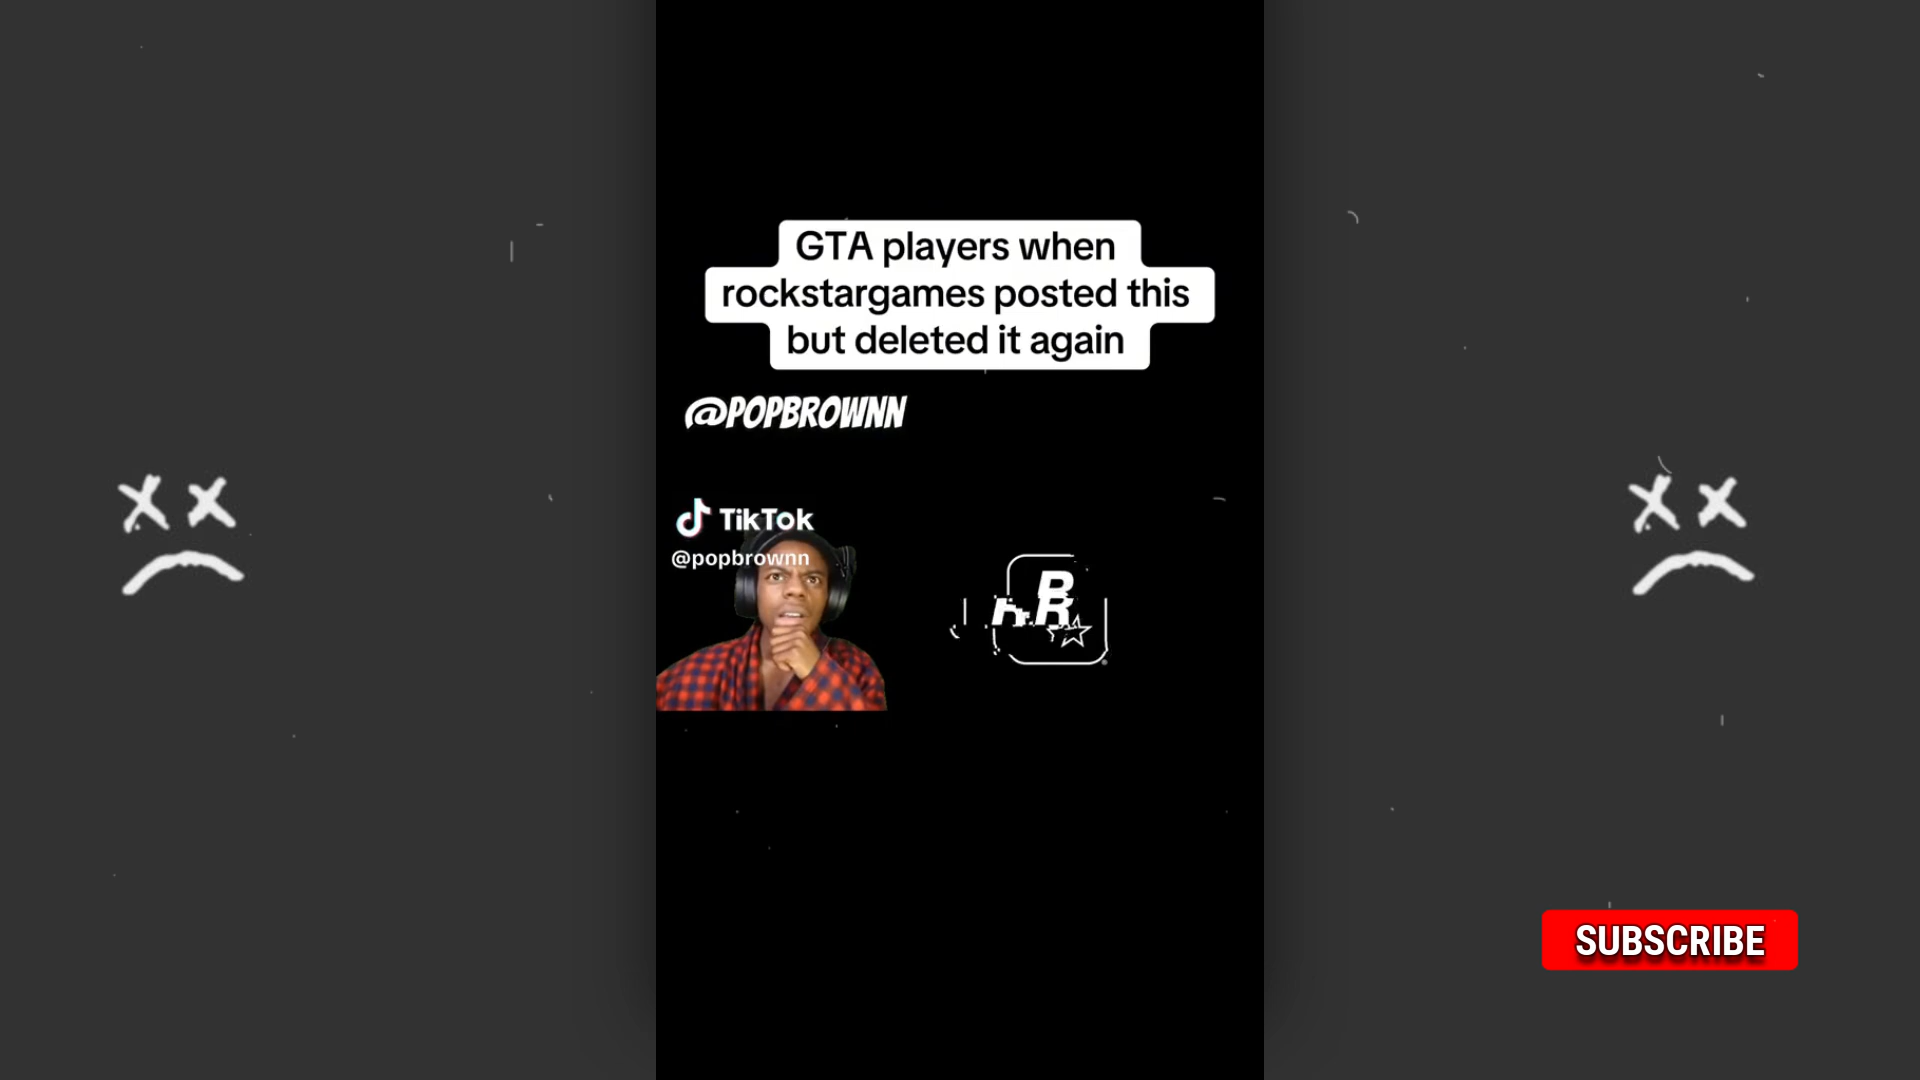 GTA players when
rockstargames posted this
but deleted it again
@POPBROWNN
TikTok
@popbrownn
SUBSCRIBE